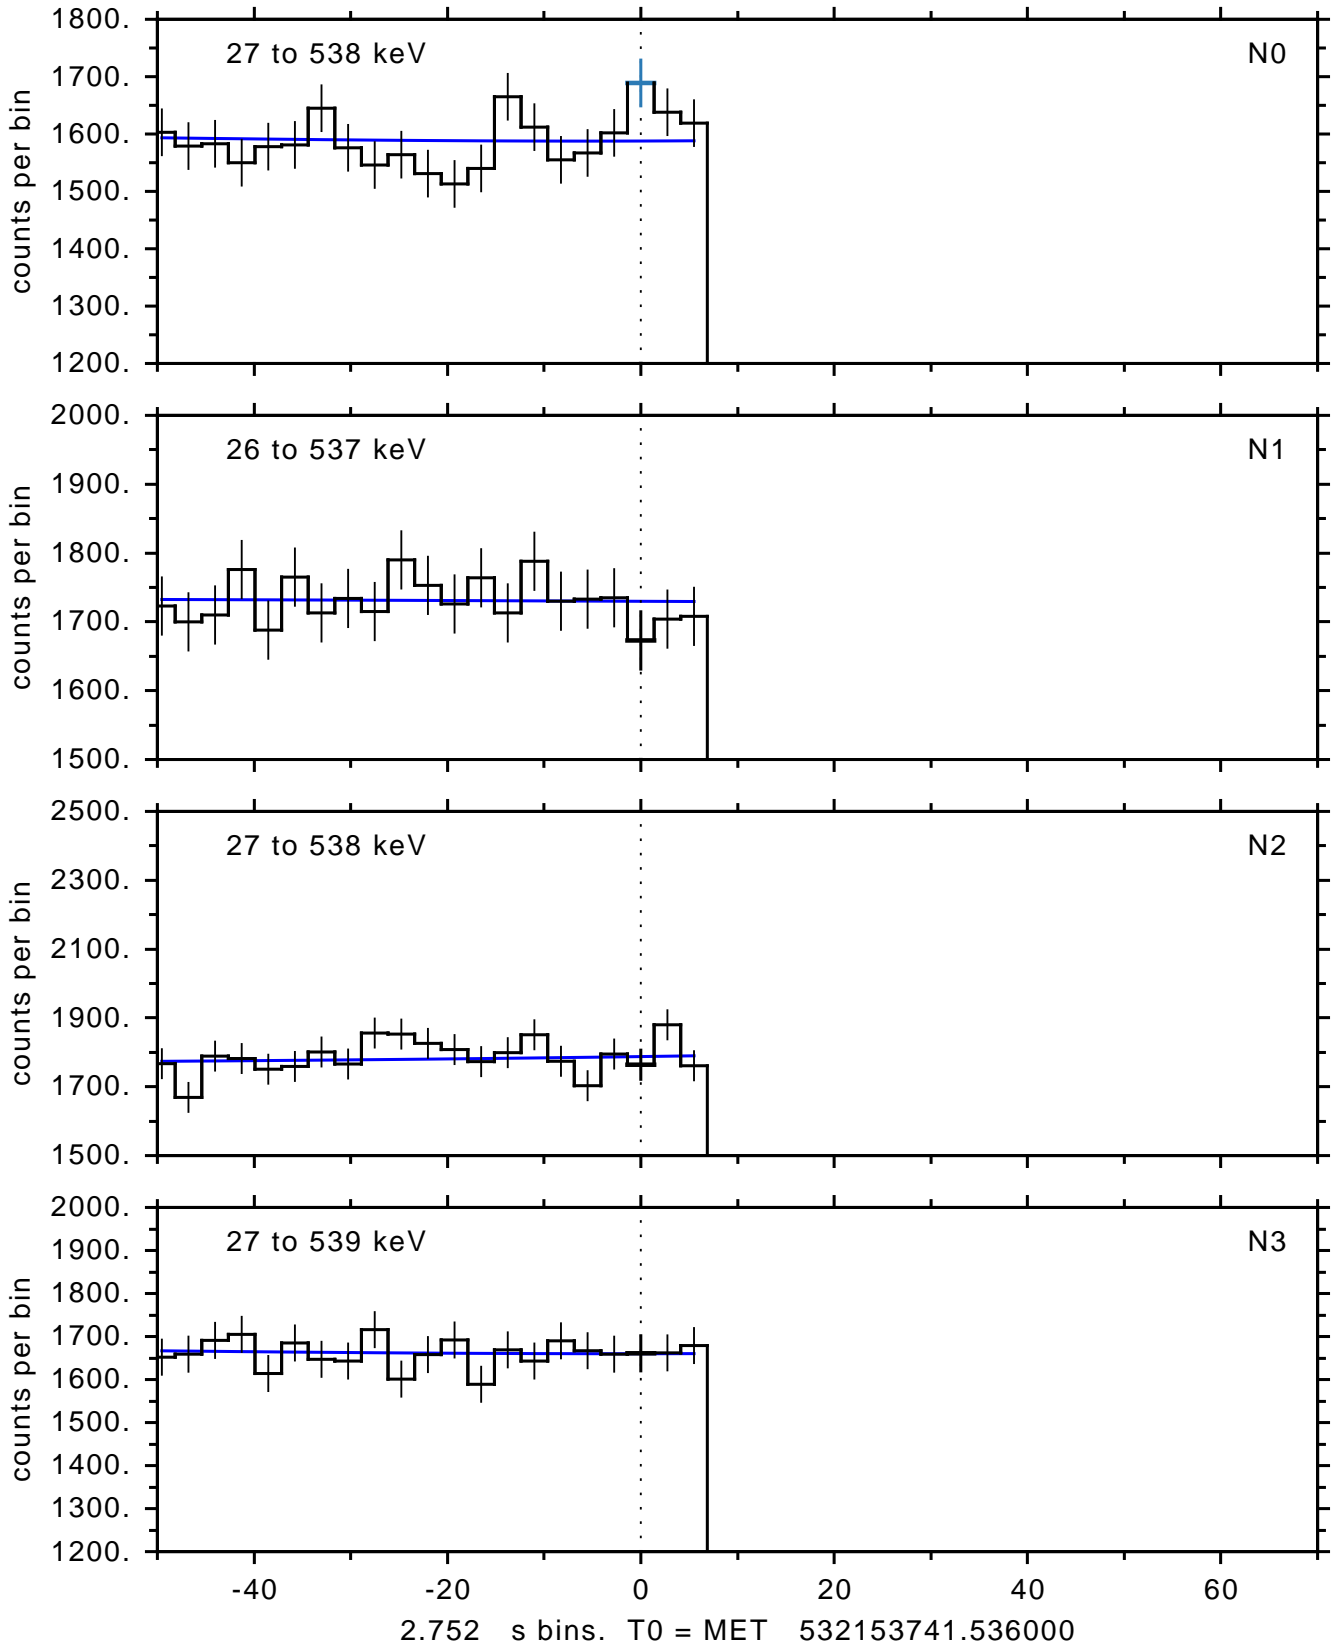 1800.
27 to 538 keV N0
1700.
1600.
1500.
1400.
1300.
1200.
counts per bin
2000.
26 to 537 keV N1
1900.
1800.
1700.
1600.
1500.
counts per bin
2500.
27 to 538 keV N2
2300.
2100.
1900.
1700.
1500.
counts per bin
2000.
27 to 539 keV N3
1900.
1800.
1700.
1600.
1500.
1400.
1300.
1200.
counts per bin
-40 -20 0 20 40 60
2.752 s bins. T0 = MET 532153741.536000